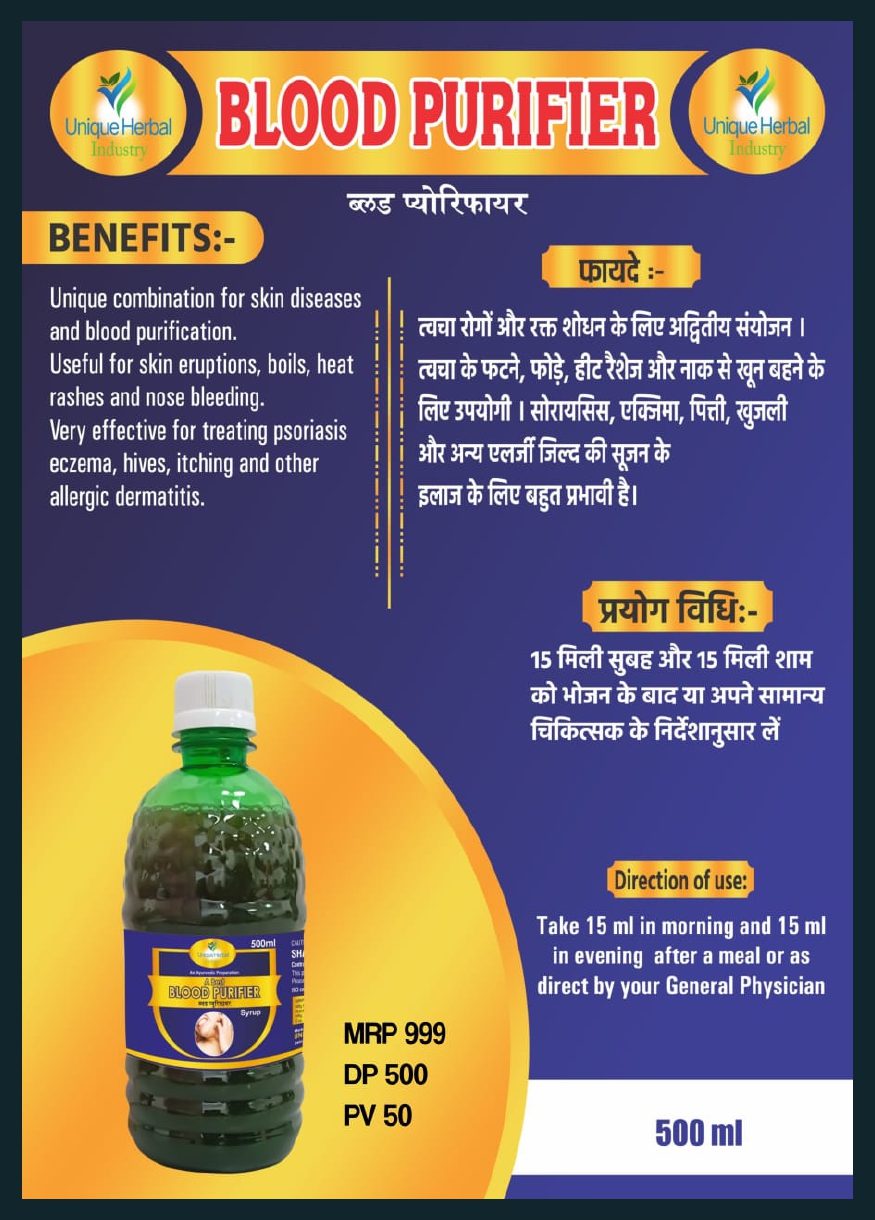 Unique Herbal
Industry
BLOOD PURIFIER
Unique Herbal
Industry
ब्लड प्योरिफायर
BENEFITS:-
Unique combination for skin diseases
and blood purification.
Useful for skin eruptions, boils, heat
rashes and nose bleeding.
Very effective for treating psoriasis
eczema, hives, itching and other
allergic dermatitis.
फायदे :-
त्वचा रोगों और रक्त शोधन के लिए अद्वितीय संयोजन ।
त्वचा के फटने, फोड़े, हीट रैशेज और नाक से खून बहने के
लिए उपयोगी । सोरायसिस, एक्जिमा, पित्ती, खुजली
और अन्य एलर्जी जिल्द की सूजन के
इलाज के लिए बहुत प्रभावी है।
प्रयोग विधि:-
15 मिली सुबह और 15 मिली शाम
को भोजन के बाद या अपने सामान्य
चिकित्सक के निर्देशानुसार लें
Direction of use:
Take 15 ml in morning and 15 ml
in evening after a meal or as
direct by your General Physician
500ml
Unique Herbal
An Ayurvedic Preparation
BLOOD PURIFIER
Syrup
MRP 999
DP 500
PV 50
500 ml